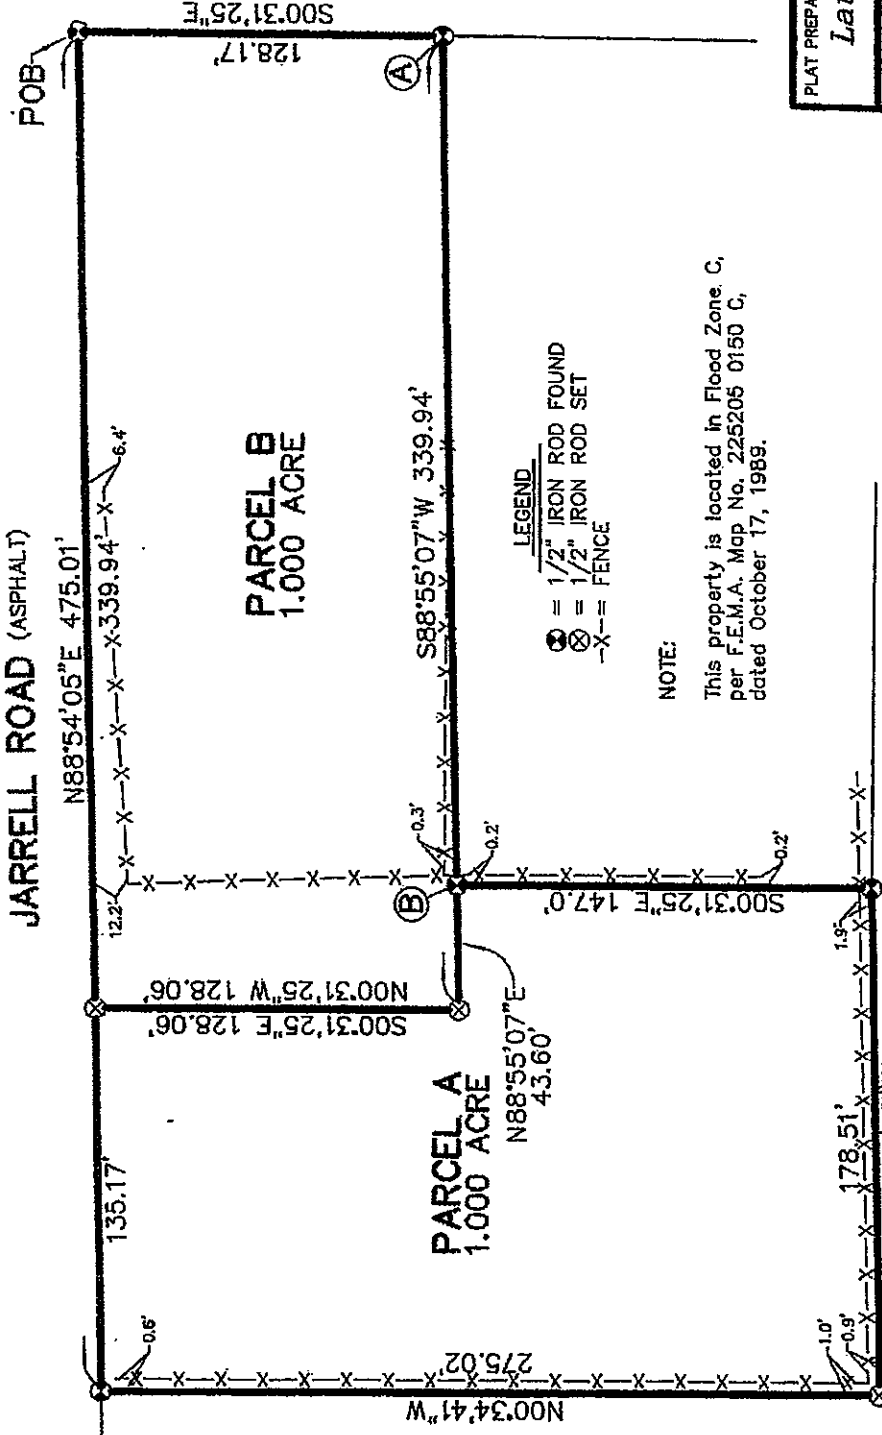 JARRELL ROAD (ASPHALT)
POB
N88°54'05"E 475.01'
339.94'
6.4'
12.2'
135.17'
0.6'
S00°31'25"E
128.17'
A
PARCEL B
1.000 ACRE
S88°55'07"W 339.94'
0.3'
0.2'
B
N00°31'25"W 128.06'
S00°31'25"E 128.06'
PARCEL A
1.000 ACRE
N88°55'07"E
43.60'
S00°31'25"E 147.0'
0.2'
1.9'
178.51'
275.02'
N00°34'41"W
1.0'
0.9'
LEGEND
= 1/2" IRON ROD FOUND
= 1/2" IRON ROD SET
-X-= FENCE
NOTE:
This property is located in Flood Zone C,
per F.E.M.A. Map No. 225205 0150 C,
dated October 17, 1989.
PLAT PREPA